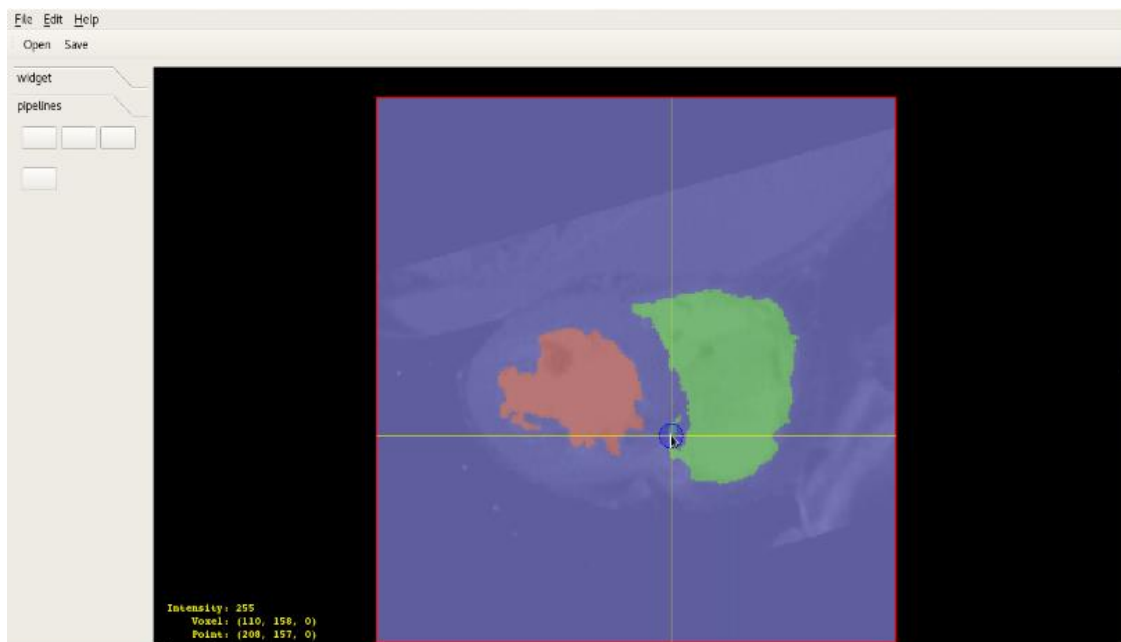 File Edit Help
Open Save
widget
pipelines
Intensity: 255
Voxel: (110, 158, 0)
Point: (208, 157, 0)